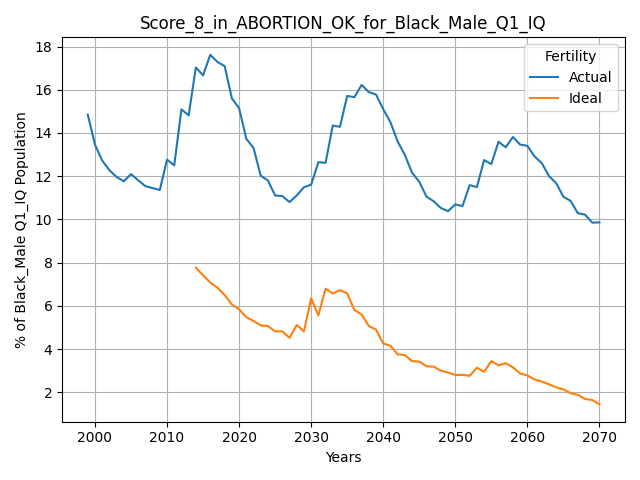 Score_8_in_ABORTION_OK_for_Black_Male_Q1_IQ
% of Black_Male Q1_IQ Population
18
16
14
12
10
8
6
4
2
Fertility
Actual
Ideal
2000 2010 2020 2030 2040 2050 2060 2070
Years